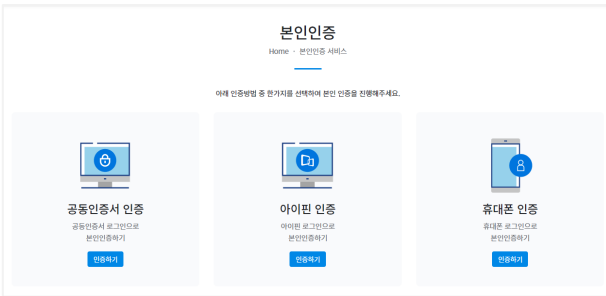 본인인증
Home - 본인인증 서비스
아래 인증방법 중 한가지를 선택하여 본인 인증을 진행해주세요.
공동인증서 인증
공동인증서 로그인으로
본인인증하기
인증하기
아이핀 인증
아이핀 로그인으로
본인인증하기
인증하기
휴대폰 인증
휴대폰 로그인으로
본인인증하기
인증하기